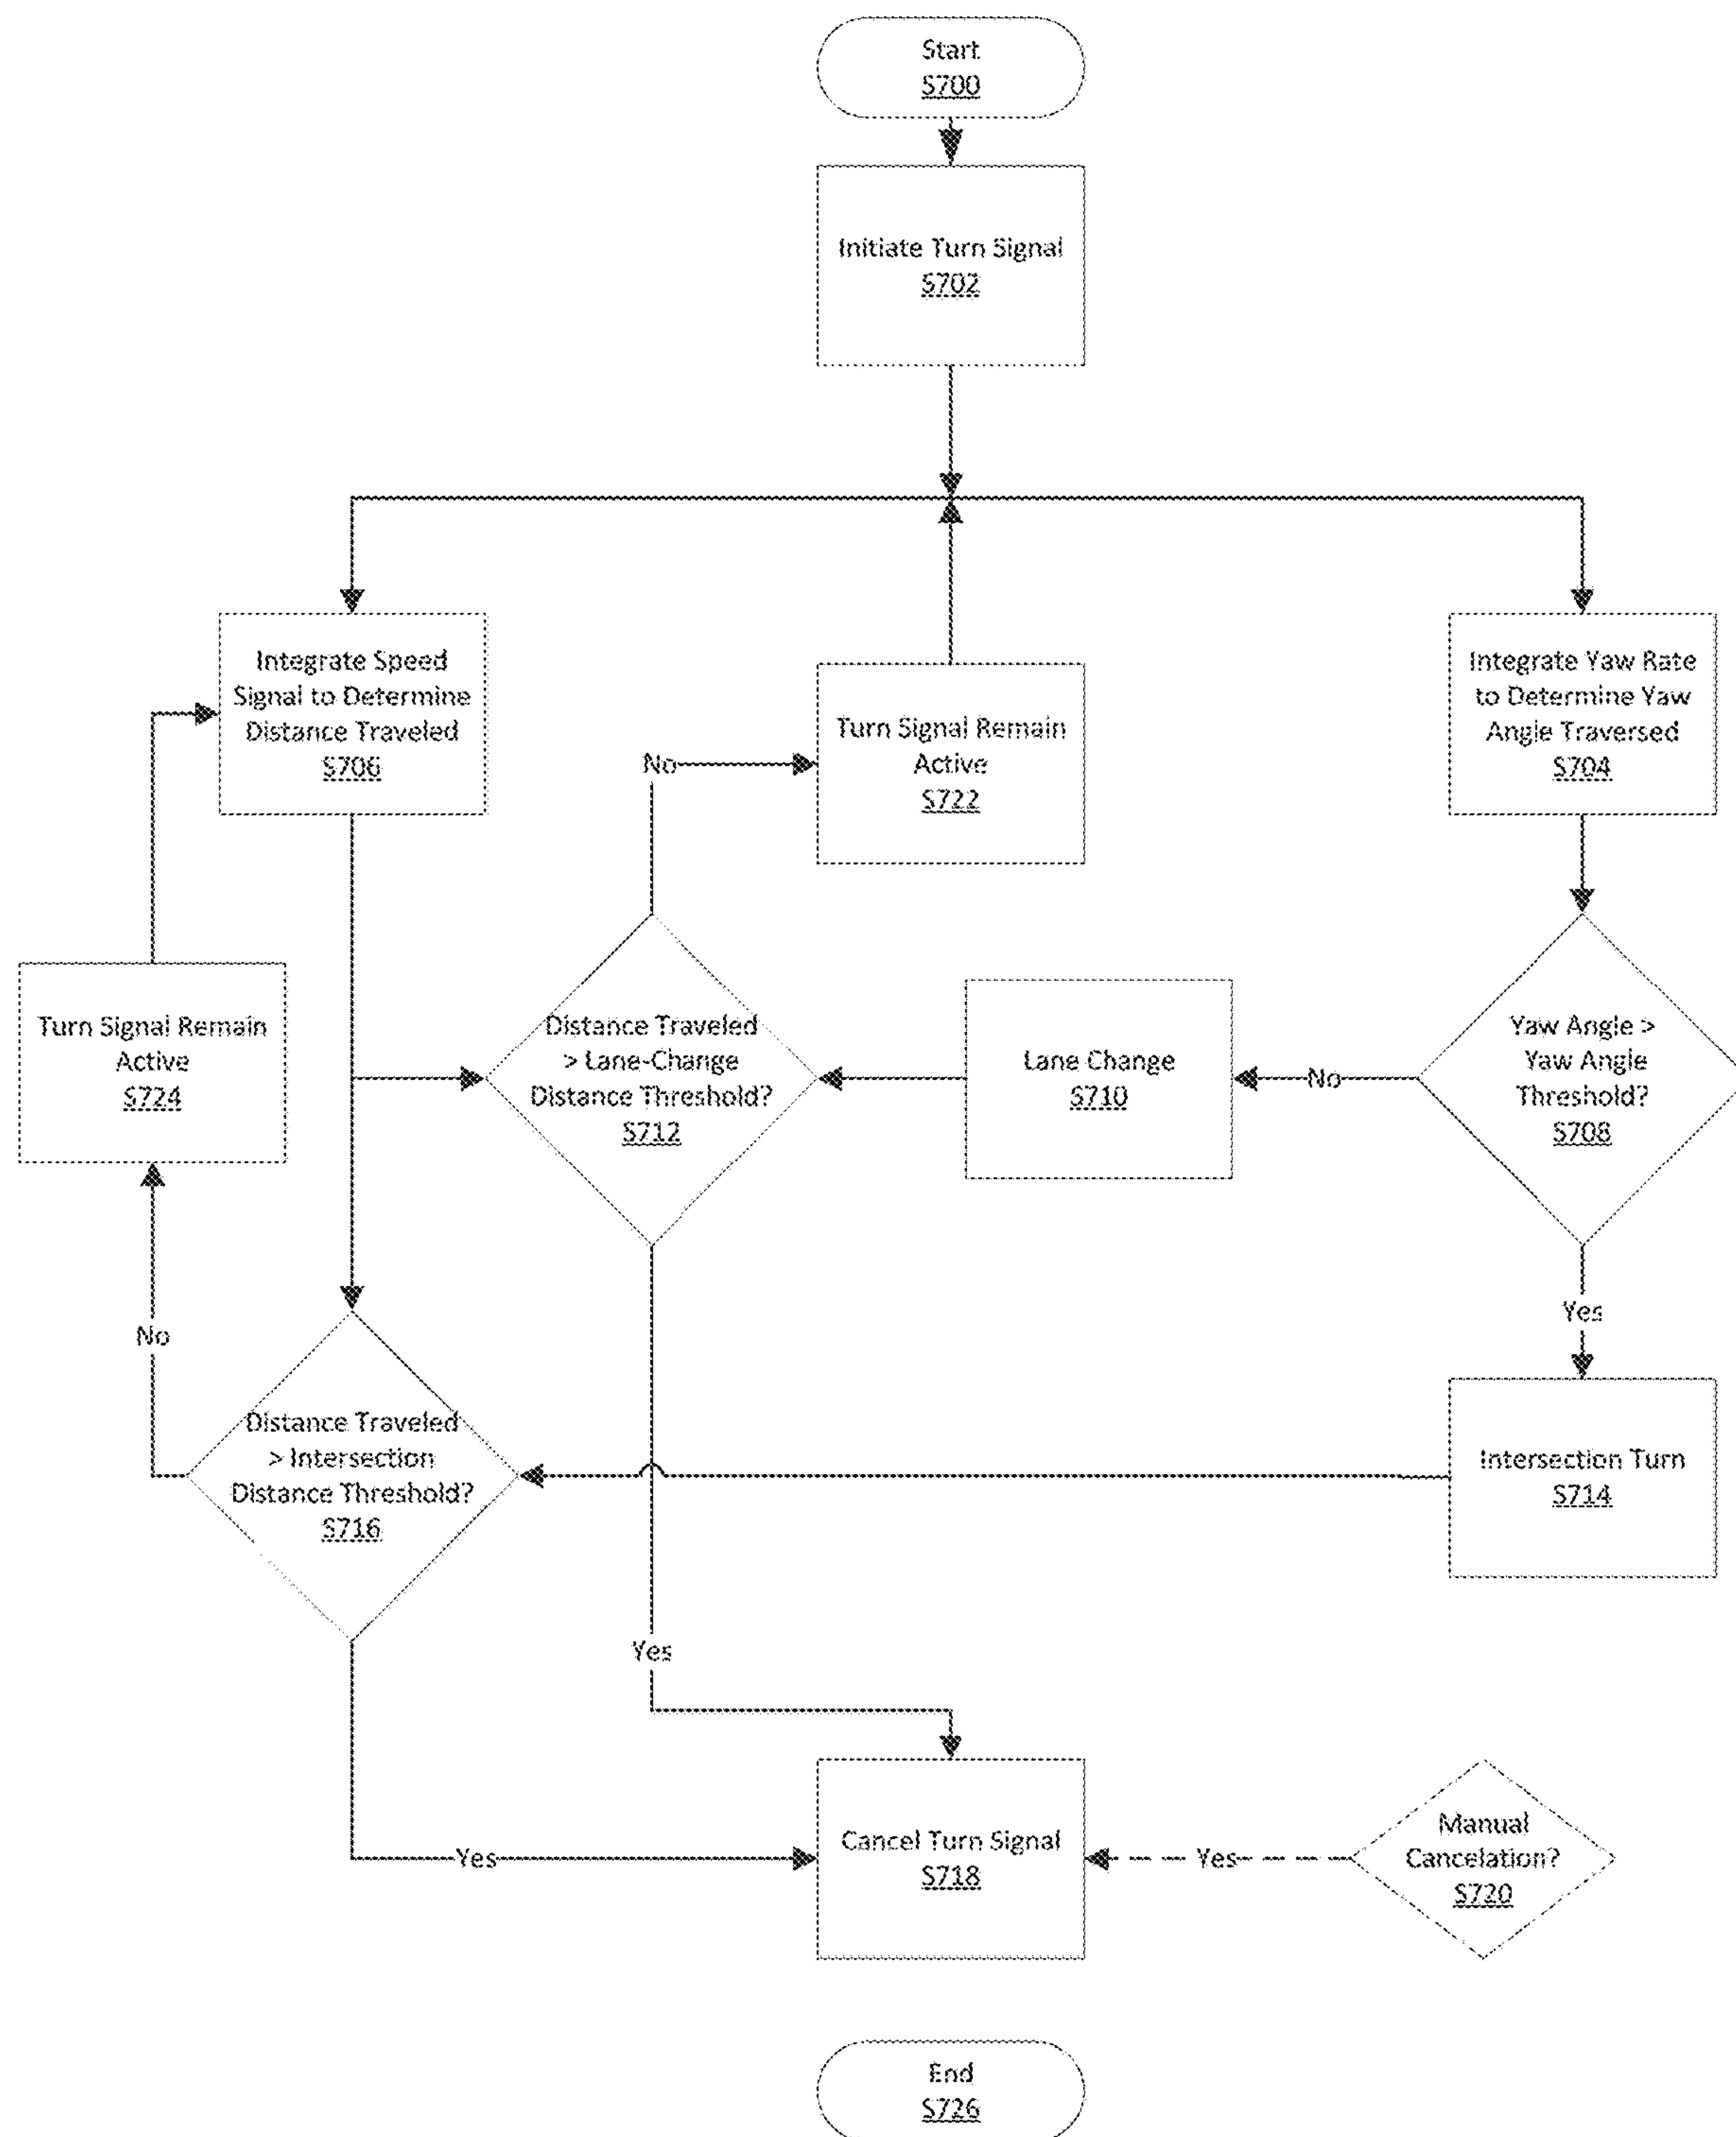 Start
S700
Initiate Turn Signal
S702
Integrate Speed
Signal to Determine
Distance Traveled
S706
Turn Signal Remain
Active
S722
Integrate Yaw Rate
to Determine Yaw
Angle Traversed
S704
No
Turn Signal Remain
Active
S724
Distance Traveled
> Lane-Change
Distance Threshold?
S712
Lane Change
S710
No
Yaw Angle >
Yaw Angle
Threshold?
S708
Yes
No
Distance Traveled
> Intersection
Distance Threshold?
S716
Intersection Turn
S714
Yes
Yes
Cancel Turn Signal
S718
Yes
Manual
Cancelation?
S720
End
S726